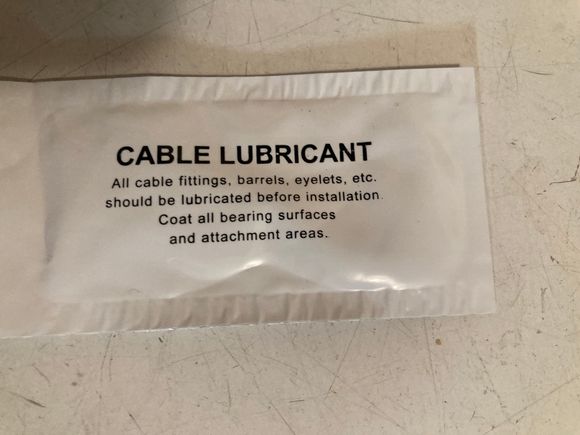 CABLE LUBRICANT
All cable fittings, barrels, eyelets, etc.
should be lubricated before installation.
Coat all bearing surfaces
and attachment areas.